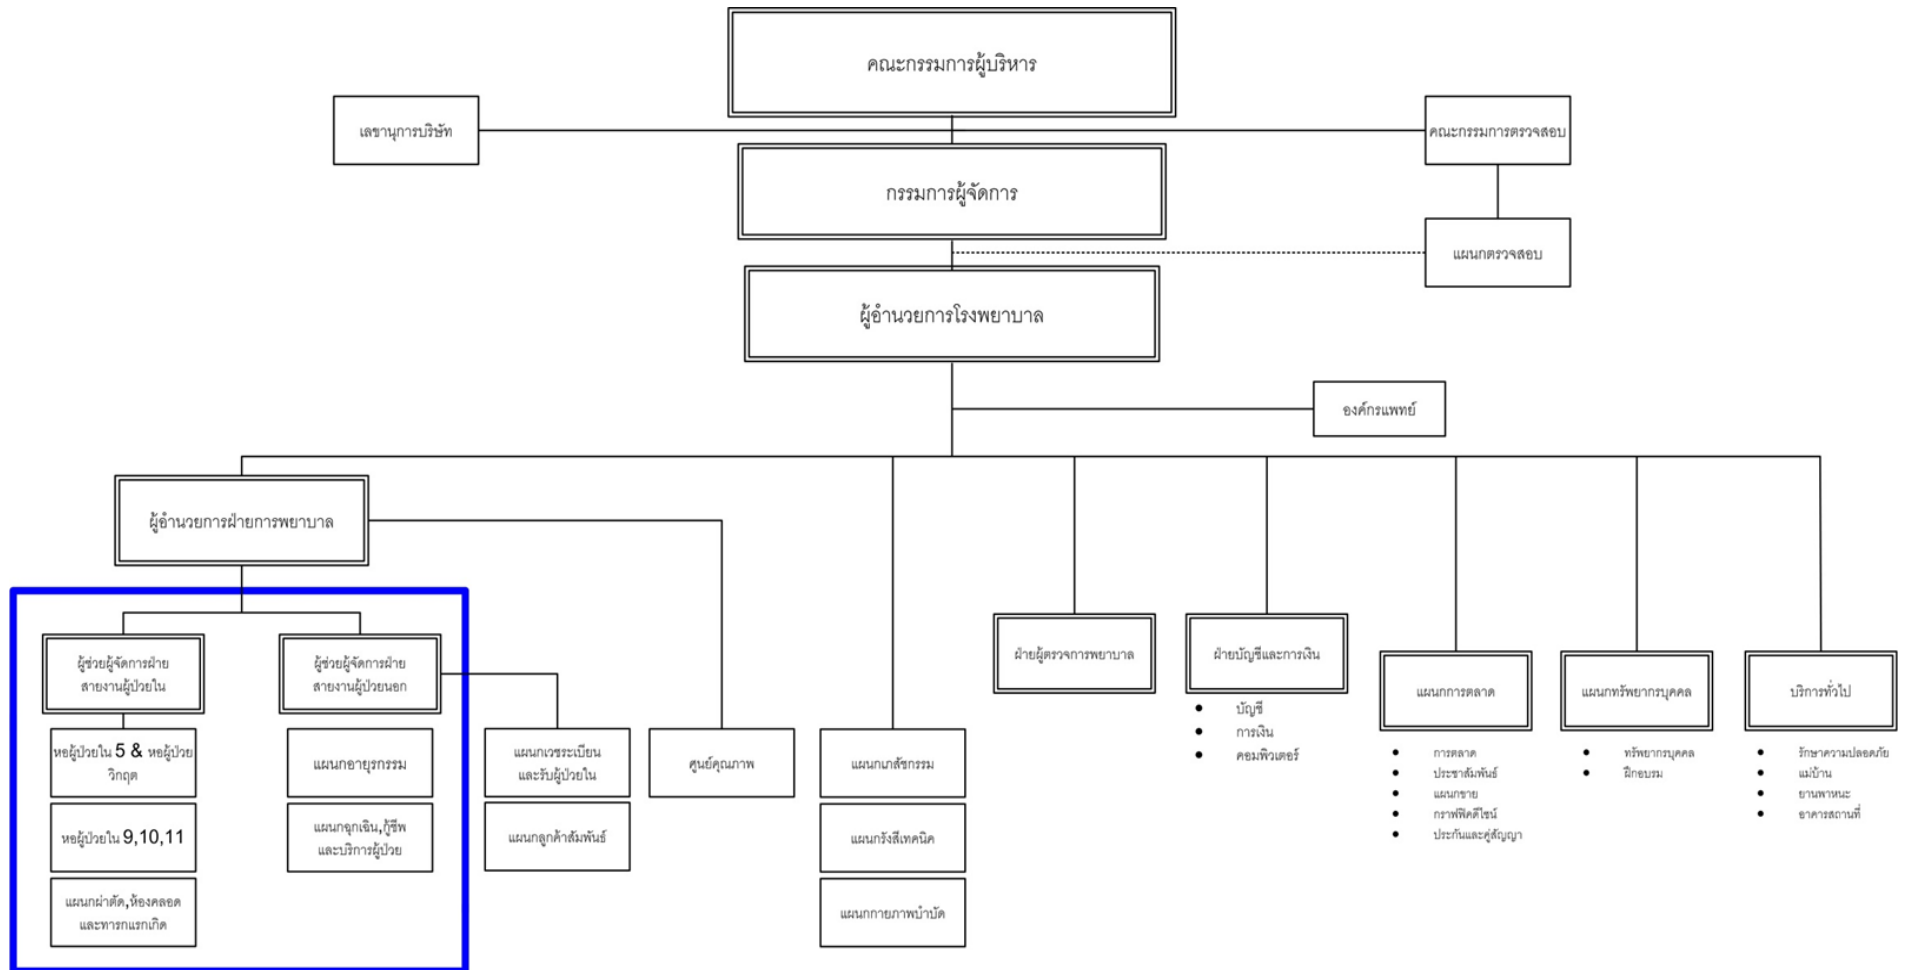 คณะกรรมการผู้บริหาร
เลขานุการบริษัท
คณะกรรมการตรวจสอบ
กรรมการผู้จัดการ
แผนกตรวจสอบ
ผู้อำนวยการโรงพยาบาล
องค์กรแพทย์
ผู้อำนวยการฝ่ายการพยาบาล
ผู้ช่วยผู้จัดการฝ่าย
สายงานผู้ป่วยใน
หอผู้ป่วยใน 5 & หอผู้ป่วย
วิกฤต
หอผู้ป่วยใน 9,10,11
แผนกผ่าตัด,ห้องคลอด
และทารกแรกเกิด
ผู้ช่วยผู้จัดการฝ่าย
สายงานผู้ป่วยนอก
แผนกอายุรกรรม
แผนกฉุกเฉิน,กู้ชีพ
และบริการผู้ป่วย
แผนกเวชระเบียน
และรับผู้ป่วยใน
แผนกลูกค้าสัมพันธ์
ศูนย์คุณภาพ
แผนกเภสัชกรรม
แผนกรังสีเทคนิค
แผนกกายภาพบำบัด
ฝ่ายผู้ตรวจการพยาบาล
ฝ่ายบัญชีและการเงิน
• บัญชี
• การเงิน
• คอมพิวเตอร์
แผนกการตลาด
• การตลาด
• ประชาสัมพันธ์
• แผนกขาย
• กราฟฟิคดีไซน์
• ประกันและคู่สัญญา
แผนกทรัพยากรบุคคล
• ทรัพยากรบุคคล
• ฝึกอบรม
บริการทั่วไป
• รักษาความปลอดภัย
• แม่บ้าน
• ยานพาหนะ
• อาคารสถานที่